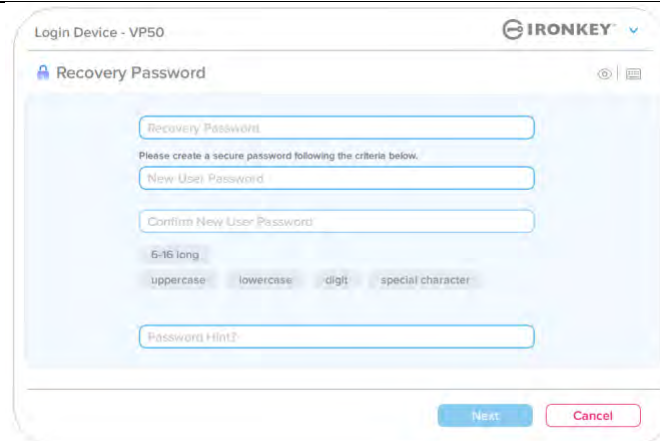 Login Device - VP50
IRONKEY
Recovery Password
Recovery Password
Please create a secure password following the criteria below.
New User Password
Confirm New User Password
6-16 long
uppercase lowercase digit special character
Password Hint?
Next Cancel